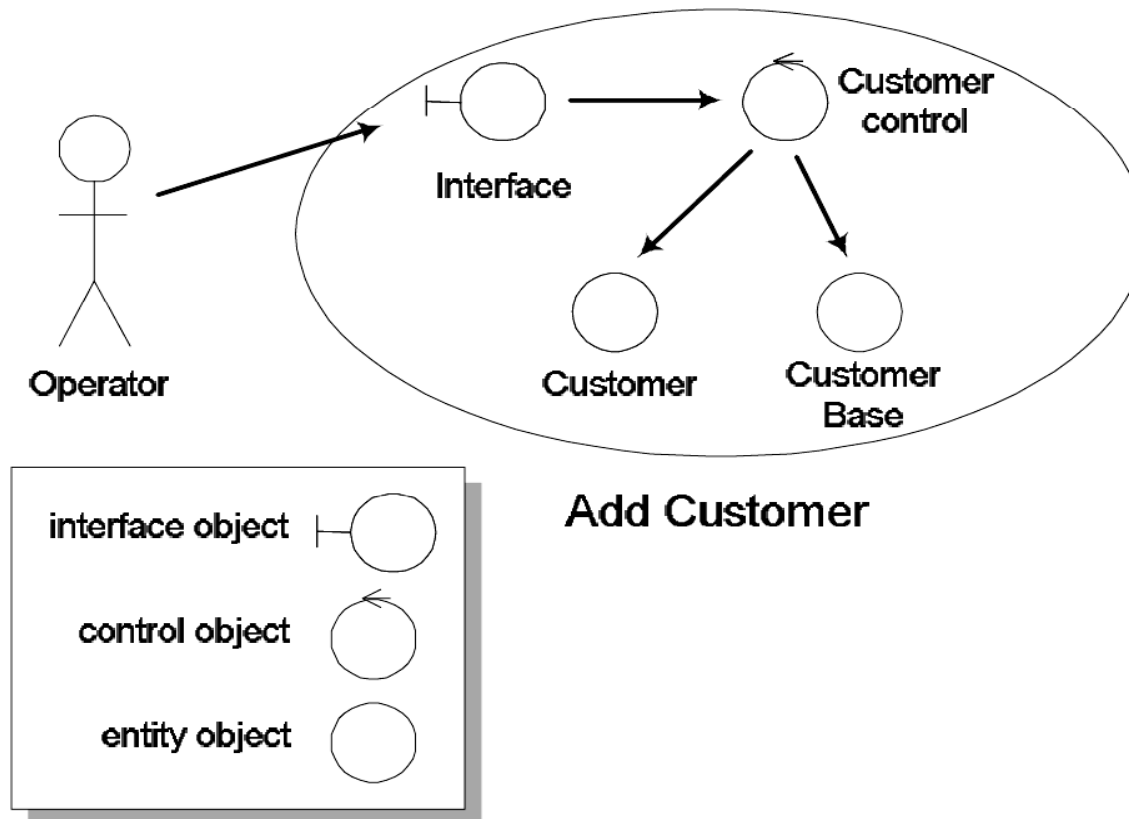 Customer
control
Interface
Operator
Customer
Customer
Base
Add Customer
interface object
control object
entity object